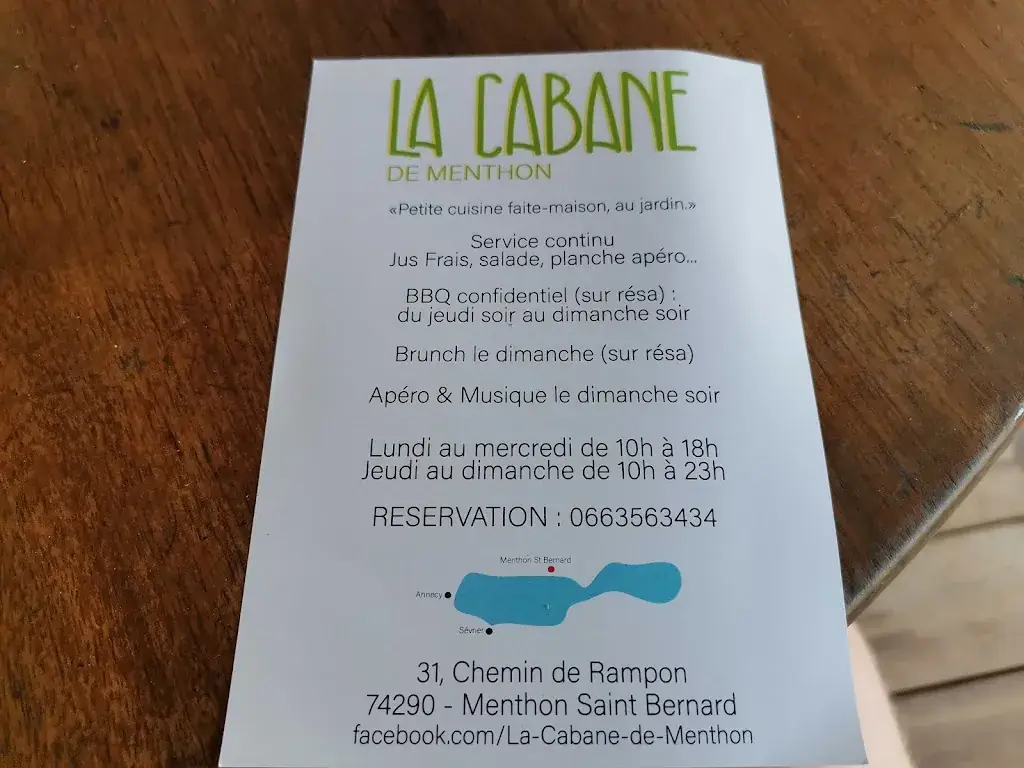 LA CABANE
DE MENTHON
«Petite cuisine faite-maison, au jardin.»
Service continu
Jus Frais, salade, planche apéro...
BBQ confidentiel (sur résa) :
du jeudi soir au dimanche soir
Brunch le dimanche (sur résa)
Apéro & Musique le dimanche soir
Lundi au mercredi de 10h à 18h
Jeudi au dimanche de 10h à 23h
RESERVATION : 0663563434
Menthon St Bernard
Annecy
Sévrier
31, Chemin de Rampon
74290 - Menthon Saint Bernard
facebook.com/La-Cabane-de-Menthon